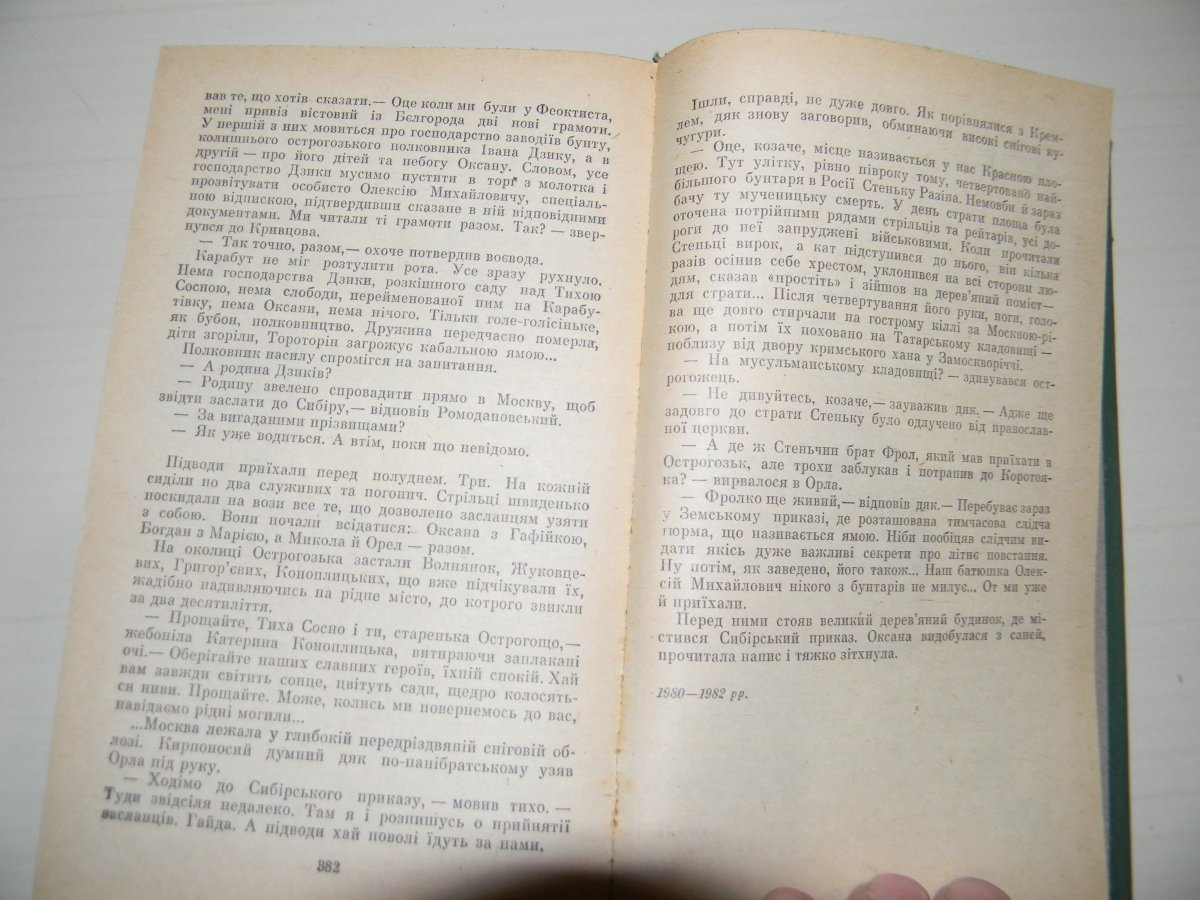 вав те, що хотів сказати.— Оце коли ми були у Феоктиста,
мені привіз вістовий із Бєлгорода дві нові грамоти.
У першій з них мовиться про господарство заводіїв бунту,
колишнього острогозького полковника Івана Дзику, а в
другій — про його дітей та небогу Оксану. Словом, усе
господарство Дзики мусимо пустити в торг з молотка і
прозвітувати особисто Олексію Михайловичу, спеціаль-
ною відпискою, підтвердивши сказане в ній відповідними
документами. Ми читали ті грамоти разом. Так? — звер-
нувся до Кривцова.
— Так точно, разом,— охоче потвердив воєвода.
Карабут не міг розтулити рота. Усе зразу рухнуло.
Нема господарства Дзики, розкішного саду над Тихою
Сосною, нема слободи, перейменованої ним на Карабу-
тівку, нема Оксани, нема нічого. Тільки голе-голісіньке,
як бубон, полковництво. Дружина передчасно померла,
діти згоріли, Тороторін загрожує кабальною ямою...
Полковник насилу спромігся на запитання.
— А родина Дзиків?
— Родину звелено спровадити прямо в Москву, щоб
звідти заслати до Сибіру,— відповів Ромодановський.
— За вигаданими прізвищами?
— Як уже водиться. А втім, поки що невідомо.
Підводи приїхали перед полуднем. Три. На кожній
сиділи по два служивих та погонич. Стрільці швиденько
поскидали на вози все те, що дозволено засланцям узяти
з собою. Вони почали всідатися: Оксана з Гафійкою,
Богдан з Марією, а Микола й Орел — разом.
На околиці Острогозька застали Волнянок, Жуковце-
вих, Григор'євих, Коноплицьких, що вже підчікували їх,
жадібно надивляючись на рідне місто, до котрого звикли
за два десятиліття.
— Прощайте, Тиха Сосно і ти, старенька Острогощо,—
жебоніла Катерина Коноплицька, витираючи заплакані
очі.— Оберігайте наших славних героїв, їхній спокій. Хай
вам завжди світить сонце, цвітуть сади, щедро колосять-
ся ниви. Прощайте. Може, колись ми повернемось до вас,
навідаємо рідні могили...
...Москва лежала у глибокій передріздвяній сніговій об-
лозі. Кирпоносий думний дяк по-панібратському узяв
Орла під руку.
— Ходімо до Сибірського приказу, — мовив тихо. —
Туди звідсіля недалеко. Там я і розпишусь о прийнятії
засланців. Гайда. А підводи хай поволі їдуть за нами.
382
Ішли, справді, не дуже довго. Як порівнялися з Крем-
лем, дяк знову заговорив, обминаючи високі снігові ку-
чугури.
— Оце, козаче, місце називається у нас Красною пло-
щею. Тут улітку, рівно півроку тому, четвертовано най-
більшого бунтаря в Росії Стеньку Разіна. Немовби й зараз
бачу ту мученицьку смерть. У день страти площа була
оточена потрійними рядами стрільців та рейтарів, усі до-
роги до неї запруджені військовими. Коли прочитали
Стеньці вирок, а кат підступився до нього, він кілька
разів осінив себе хрестом, уклонився на всі сторони лю-
дям, сказав «простіть» і зійшов на дерев'яний поміст—
для страти... Після четвертування його руки, ноги, голо-
ва ще довго стирчали на гострому кіллі за Москвою-рі-
кою, а потім їх поховано на Татарському кладовищі —
поблизу від двору кримського хана у Замоскворіччі.
— На мусульманському кладовищі? — здивувався ост-
рогожець.
— Не дивуйтесь, козаче,— зауважив дяк. — Адже ще
задовго до страти Стеньку було одлучено від православ-
ної церкви.
— А де ж Стеньчин брат Фрол, який мав приїхати в
Острогозьк, але трохи заблукав і потрапив до Коротоя-
ка? — вирвалося в Орла.
— Фролко ще живий,— відповів дяк.— Перебуває зараз
у Земському приказі, де розташована тимчасова слідча
тюрма, що називається ямою. Ніби пообіцяв слідчим ви-
дати якісь дуже важливі секрети про літнє повстання.
Ну потім, як заведено, його також... Наш батюшка Олек-
сій Михайлович нікого з бунтарів не милує... От ми уже
й приїхали.
Перед ними стояв великий дерев'яний будинок, де мі-
стився Сибірський приказ. Оксана видобулася з саней,
прочитала напис і тяжко зітхнула.
1980—1982 рр.